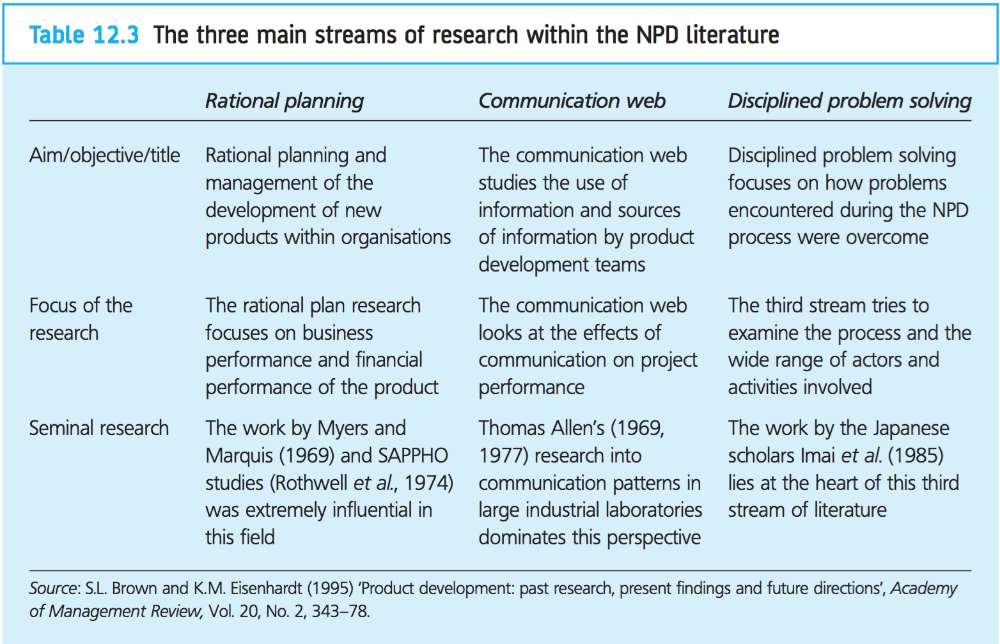 Table 12.3 The three main streams of research within the NPD literature
Rational planning
Communication web
Disciplined problem solving
Aim/objective/title
Rational planning and
management of the
development of new
products within organisations
The communication web
studies the use of
information and sources
of information by product
development teams
Disciplined problem solving
focuses on how problems
encountered during the NPD
process were overcome
Focus of the
research
The rational plan research
focuses on business
performance and financial
performance of the product
The communication web
looks at the effects of
communication on project
performance
The third stream tries to
examine the process and the
wide range of actors and
activities involved
Seminal research
The work by Myers and
Marquis (1969) and SAPPHO
studies (Rothwell et al., 1974)
was extremely influential in
this field
Thomas Allen’s (1969,
1977) research into
communication patterns in
large industrial laboratories
dominates this perspective
The work by the Japanese
scholars Imai et al. (1985)
lies at the heart of this third
stream of literature
Source: S.L. Brown and K.M. Eisenhardt (1995) ‘Product development: past research, present findings and future directions’, Academy
of Management Review, Vol. 20, No. 2, 343–78.